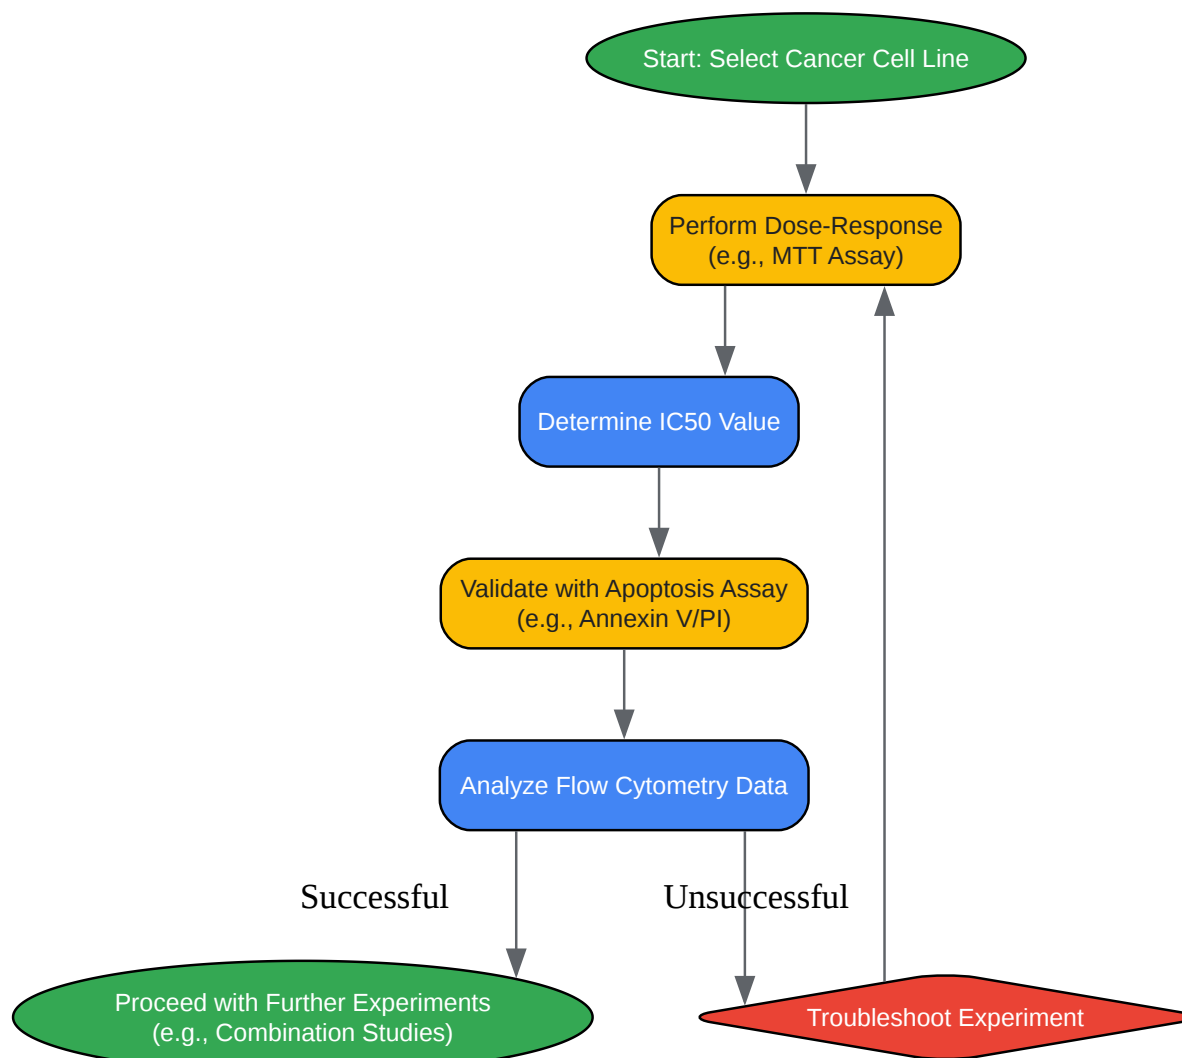 Start: Select Cancer Cell Line
Perform Dose-Response
(e.g., MTT Assay)
Determine IC50 Value
Validate with Apoptosis Assay
(e.g., Annexin V/PI)
Analyze Flow Cytometry Data
Successful
Unsuccessful
Proceed with Further Experiments
(e.g., Combination Studies)
Troubleshoot Experiment